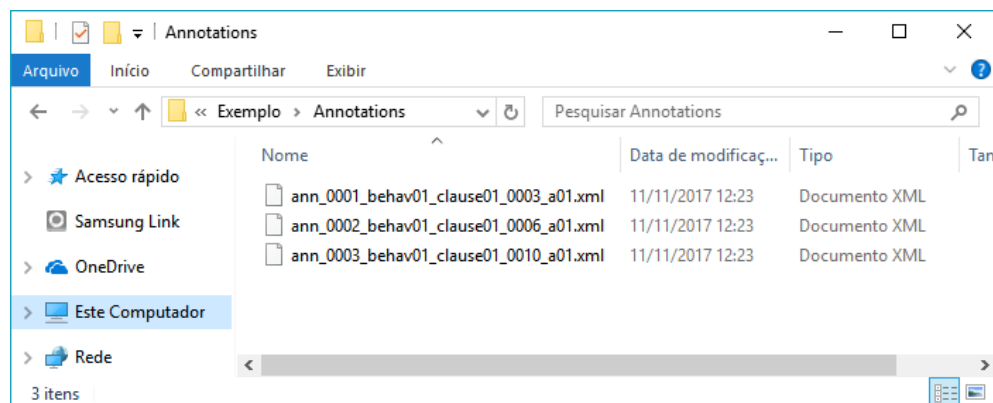 Annotations
Arquivo Início Compartilhar Exibir
« Exemplo > Annotations Pesquisar Annotations
Nome Data de modificaç... Tipo Tar
Acesso rápido
Samsung Link
OneDrive
Este Computador
Rede
ann_0001_behav01_clause01_0003_a01.xml 11/11/2017 12:23 Documento XML
ann_0002_behav01_clause01_0006_a01.xml 11/11/2017 12:23 Documento XML
ann_0003_behav01_clause01_0010_a01.xml 11/11/2017 12:23 Documento XML
3 itens